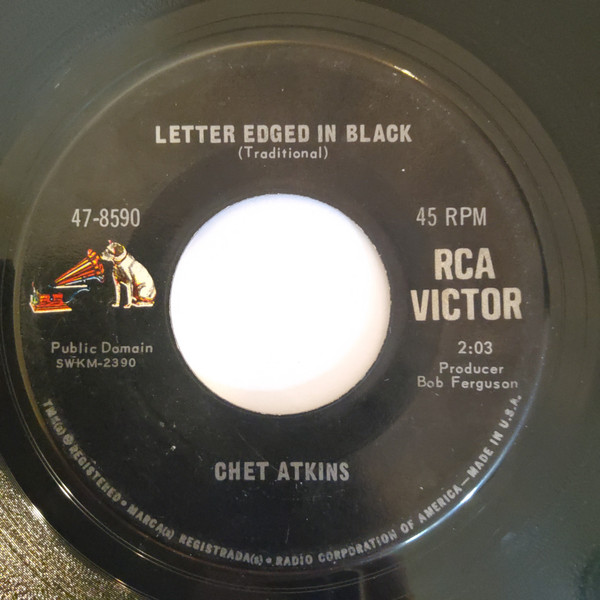 LETTER EDGED IN BLACK
(Traditional)
47-8590
45 RPM
RCA
VICTOR
Public Domain
SWKM-2390
2:03
Producer
Bob Ferguson
CHET ATKINS
TMK(s) ® REGISTERED • MARCA(s) REGISTRADA(s) • RADIO CORPORATION OF AMERICA—MADE IN U.S.A.